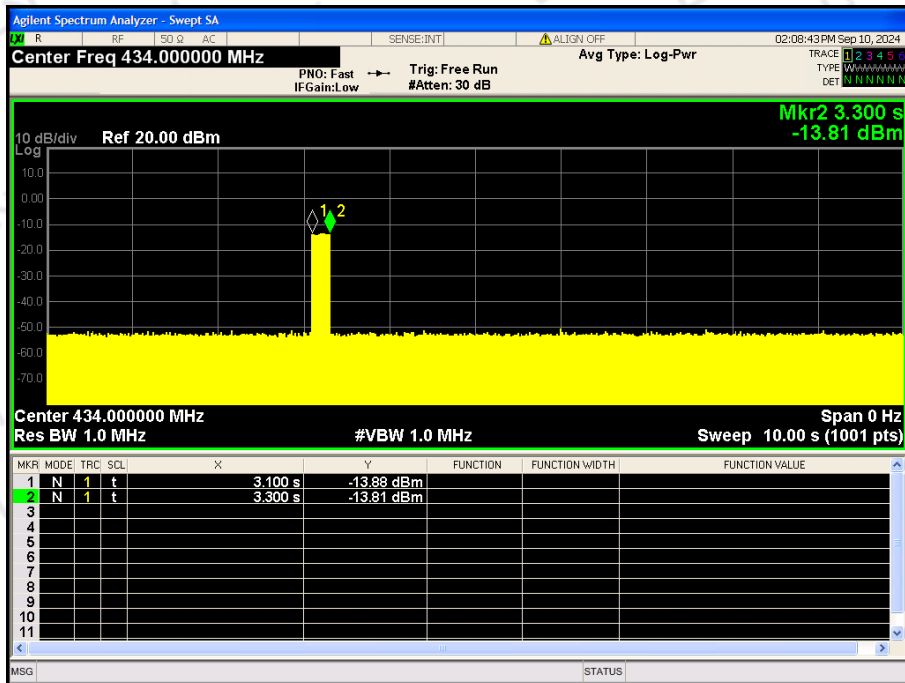 Agilent Spectrum Analyzer - Swept SA
LXI R RF 50 Ω AC SENSE:INT ALIGN OFF 02:08:43 PM Sep 10, 2024
Center Freq 434.000000 MHz
PNO: Fast
IFGain:Low
Trig: Free Run
#Atten: 30 dB
Avg Type: Log-Pwr
TRACE 1 2 3 4 5 6
TYPE WWWWWW
DET N N N N N N
Mkr2 3.300 s
-13.81 dBm
10 dB/div Ref 20.00 dBm
Log
10.0
0.00
1 2
-10.0
-20.0
-30.0
-40.0
-50.0
-60.0
-70.0
Center 434.000000 MHz Span 0 Hz
Res BW 1.0 MHz #VBW 1.0 MHz Sweep 10.00 s (1001 pts)
MKR MODE TRC SCL X Y FUNCTION FUNCTION WIDTH FUNCTION VALUE
1 N 1 t 3.100 s -13.88 dBm
2 N 1 t 3.300 s -13.81 dBm
3
4
5
6
7
8
9
10
11
MSG STATUS